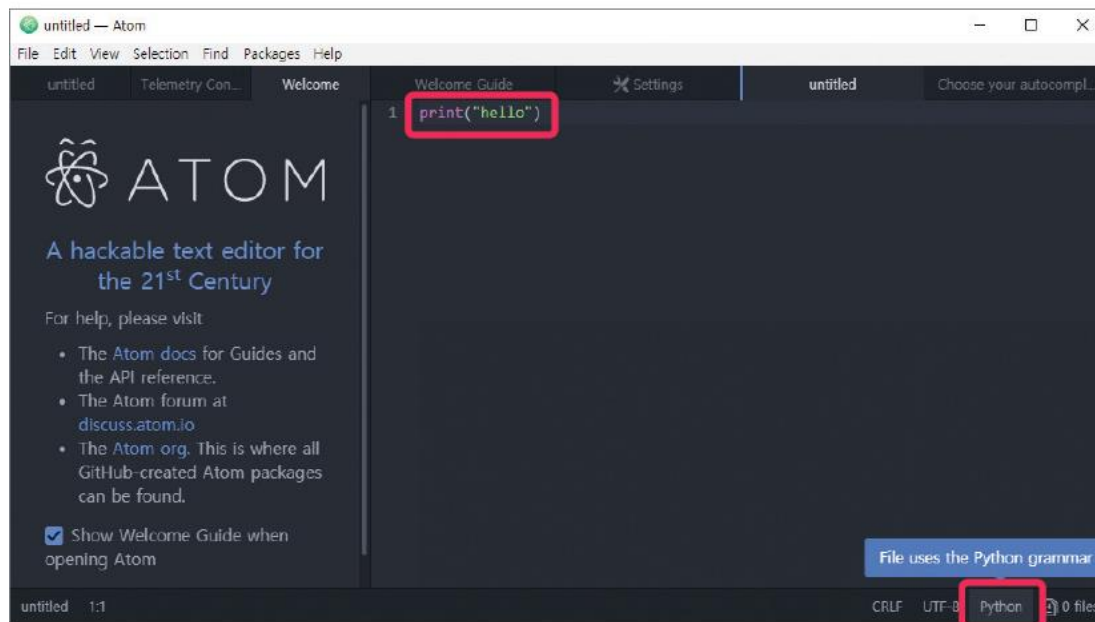 untitled — Atom
File Edit View Selection Find Packages Help
untitled Telemetry Con... Welcome Welcome Guide Settings untitled Choose your autocompl...
1 print("hello")
ATOM
A hackable text editor for
the 21st Century
For help, please visit
• The Atom docs for Guides and
the API reference.
• The Atom forum at
discuss.atom.io
• The Atom org. This is where all
GitHub-created Atom packages
can be found.
Show Welcome Guide when
opening Atom
File uses the Python grammar
untitled 1:1 CRLF UTF-8 Python 0 files